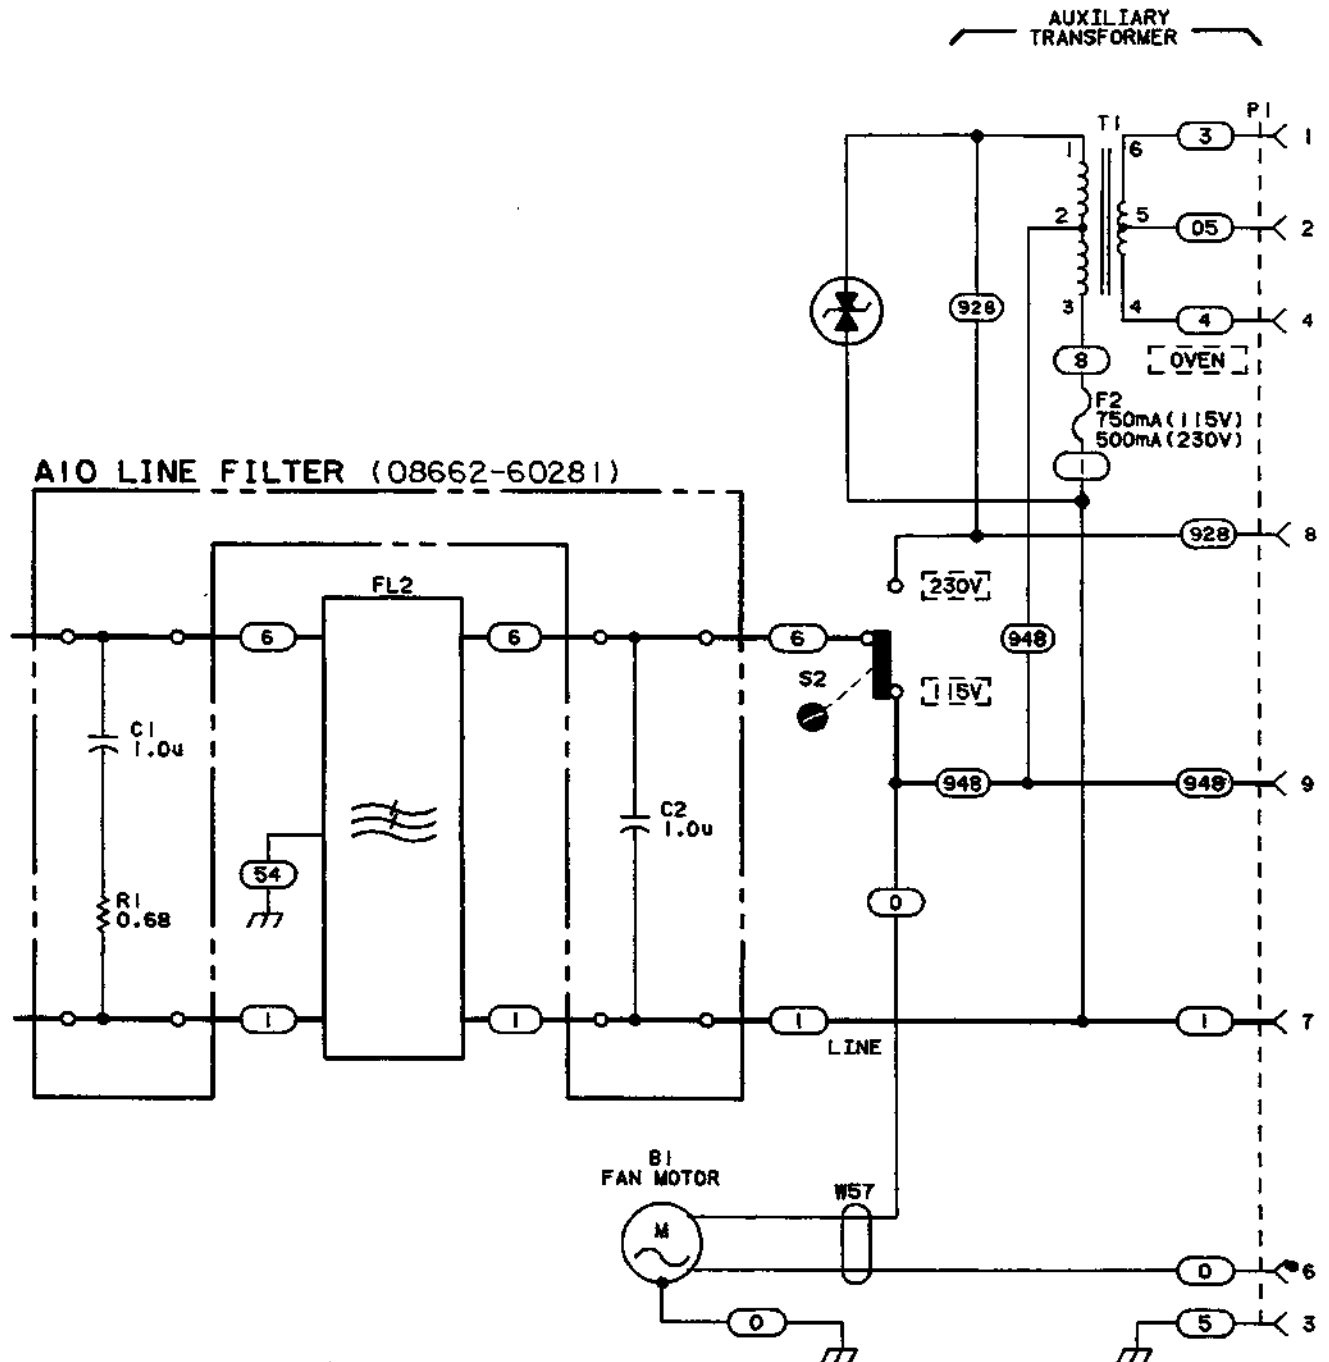 AUXILIARY
TRANSFORMER
P1
T1
1
6
3
1
2
5
05
2
928
3
4
4
4
8
OVEN
F2
750mA(115V)
500mA(230V)
A10 LINE FILTER (08662-60281)
928
8
FL2
230V
6
6
6
948
S2
115V
C1
1.0u
948
948
9
C2
1.0u
54
R1
0.68
0
1
1
1
1
7
LINE
B1
FAN MOTOR
W57
M
0
6
0
5
3